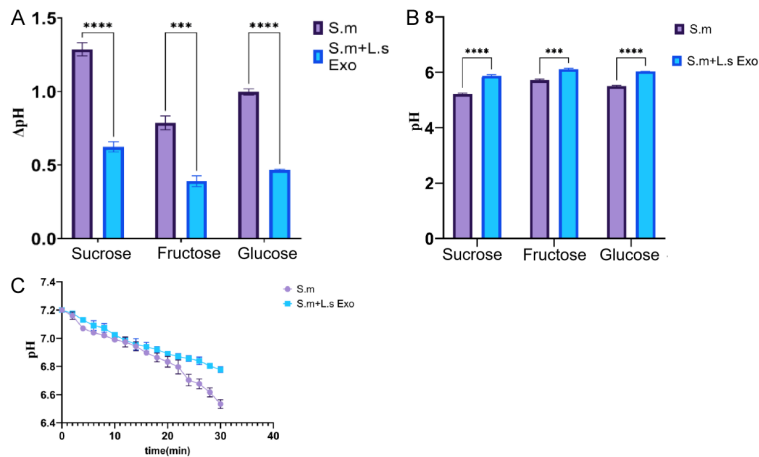 A
****
***
****
S.m
S.m+L.s
Exo
1.5
1.0
0.5
0.0
ΔpH
Sucrose
Fructose
Glucose
B
****
***
****
S.m
S.m+L.s Exo
8
6
4
2
0
pH
Sucrose
Fructose
Glucose
C
S.m
S.m+L.s Exo
7.4
7.2
7.0
6.8
6.6
6.4
pH
0
10
20
30
40
time(min)